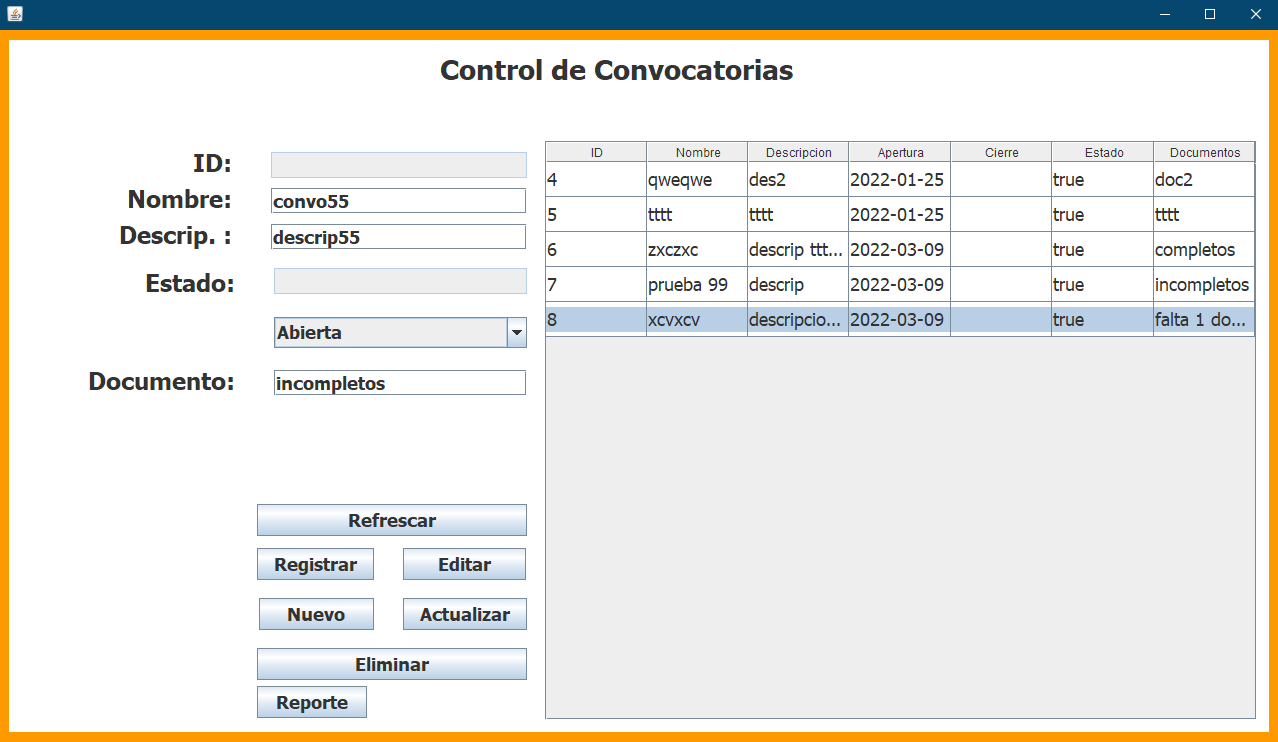 Control de Convocatorias
ID:
Nombre: convo55
Descrip. : descrip55
Estado:
Abierta
Documento: incompletos
Refrescar
Registrar Editar
Nuevo Actualizar
Eliminar
Reporte
ID Nombre Descripcion Apertura Cierre Estado Documentos
4 qweqwe des2 2022-01-25 true doc2
5 tttt tttt 2022-01-25 true tttt
6 zxczxc descrip ttt... 2022-03-09 true completos
7 prueba 99 descrip 2022-03-09 true incompletos
8 xcvxcv descripcio... 2022-03-09 true falta 1 do...